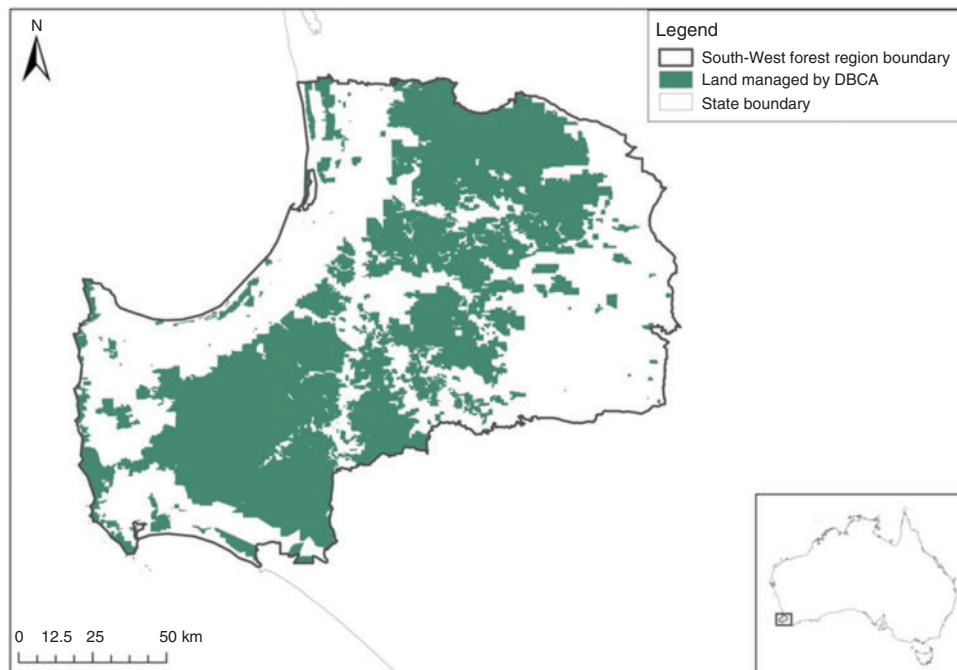 N
Legend
South-West forest region boundary
Land managed by DBCA
State boundary
0 12.5 25 50 km